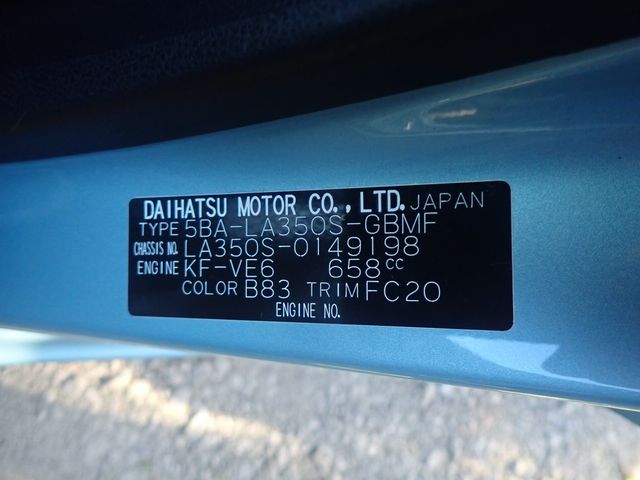 DAIHATSU MOTOR CO.,LTD. JAPAN
TYPE 5BA-LA350S-GBMF
CHASSIS NO. LA350S-0149198
ENGINE KF-VE6 658cc
COLOR B83 TRIM FC20
ENGINE NO.